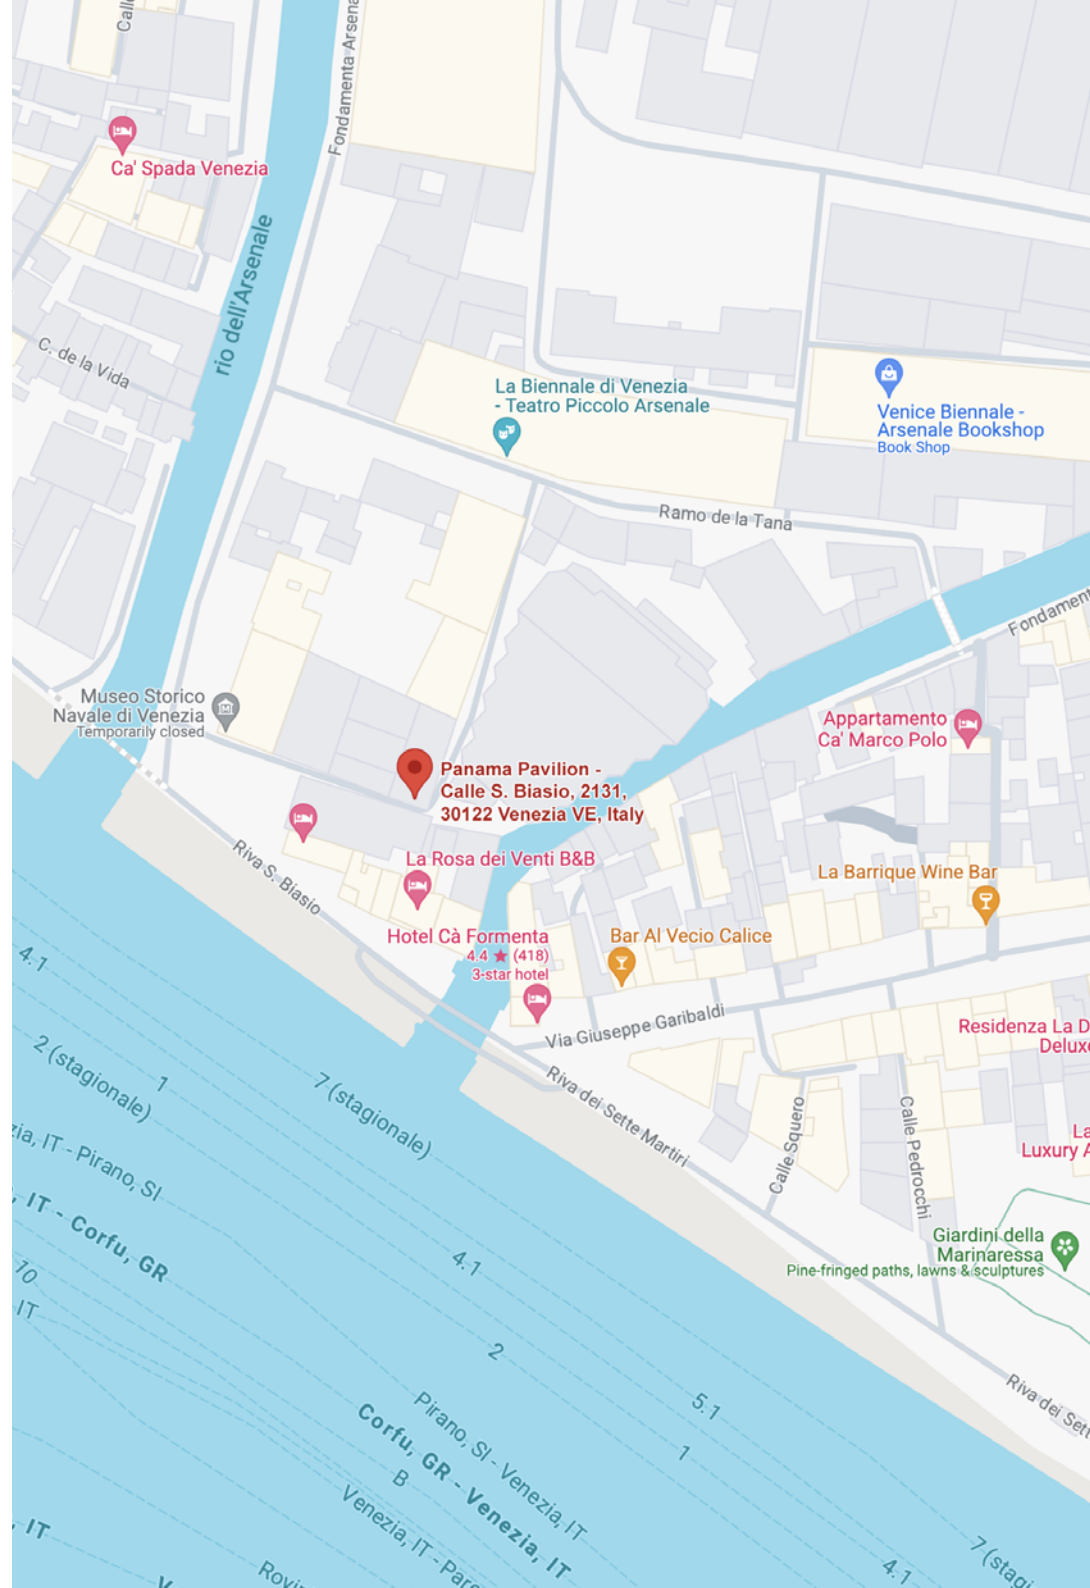 Calle
Fondamenta Arsena
Ca' Spada Venezia
rio dell'Arsenale
C. de la Vida
La Biennale di Venezia
- Teatro Piccolo Arsenale
Venice Biennale -
Arsenale Bookshop
Book Shop
Ramo de la Tana
Fondament
Museo Storico
Navale di Venezia
Temporarily closed
Appartamento
Ca' Marco Polo
Panama Pavilion -
Calle S. Biasio, 2131,
30122 Venezia VE, Italy
Riva S. Biasio
La Rosa dei Venti B&B
La Barrique Wine Bar
Hotel Cà Formenta
4.4 ★ (418)
3-star hotel
Bar Al Vecio Calice
Via Giuseppe Garibaldi
Residenza La D
Deluxe
4.1
2 (stagionale)
1
7 (stagionale)
Riva dei Sette Martiri
Calle Squero
Calle Pedrocchi
La
Luxury A
zia, IT - Pirano, SI
, IT - Corfu, GR
Giardini della
Marinaressa
Pine-fringed paths, lawns & sculptures
4.1
10
IT
2
5.1
1
Riva dei Sett
Pirano, SI - Venezia, IT
Corfu, GR - Venezia, IT
B
Venezia, IT - Pare
, IT
Rovin
4.1
7 (stagi